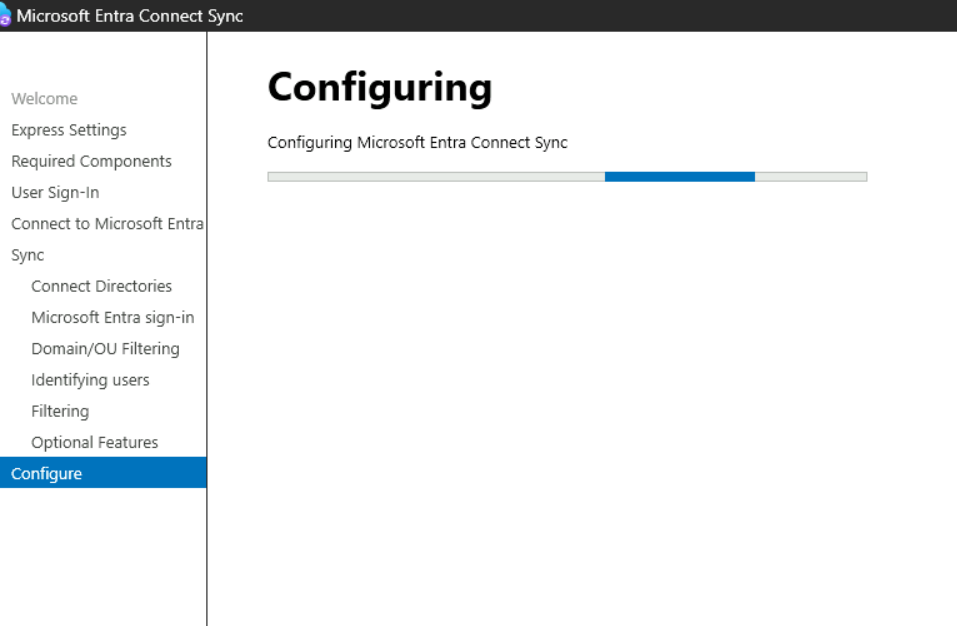 Microsoft Entra Connect Sync
Welcome
Express Settings
Required Components
User Sign-In
Connect to Microsoft Entra
Sync
Connect Directories
Microsoft Entra sign-in
Domain/OU Filtering
Identifying users
Filtering
Optional Features
Configure
Configuring
Configuring Microsoft Entra Connect Sync